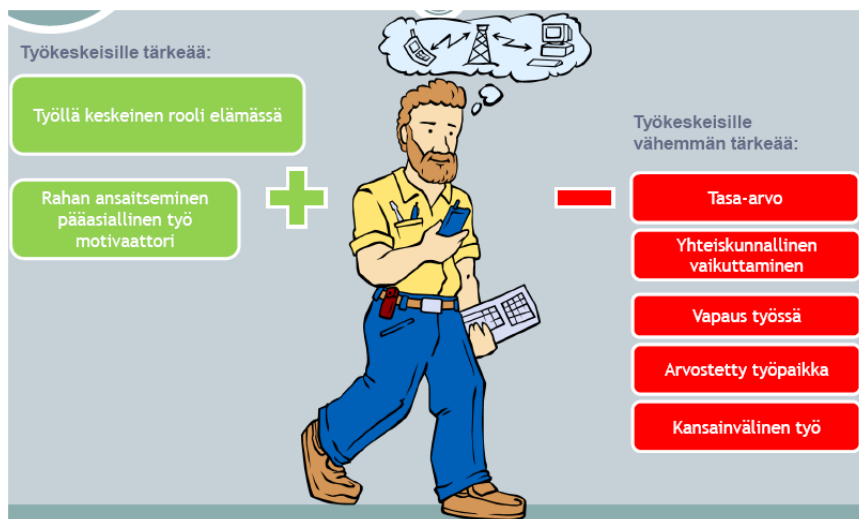 Työkeskeisille tärkeää:
Työllä keskeinen rooli elämässä
Rahan ansaitseminen
pääasiallinen työ
motivaattori
Työkeskeisille
vähemmän tärkeää:
Tasa-arvo
Yhteiskunnallinen
vaikuttaminen
Vapaus työssä
Arvostetty työpaikka
Kansainvälinen työ